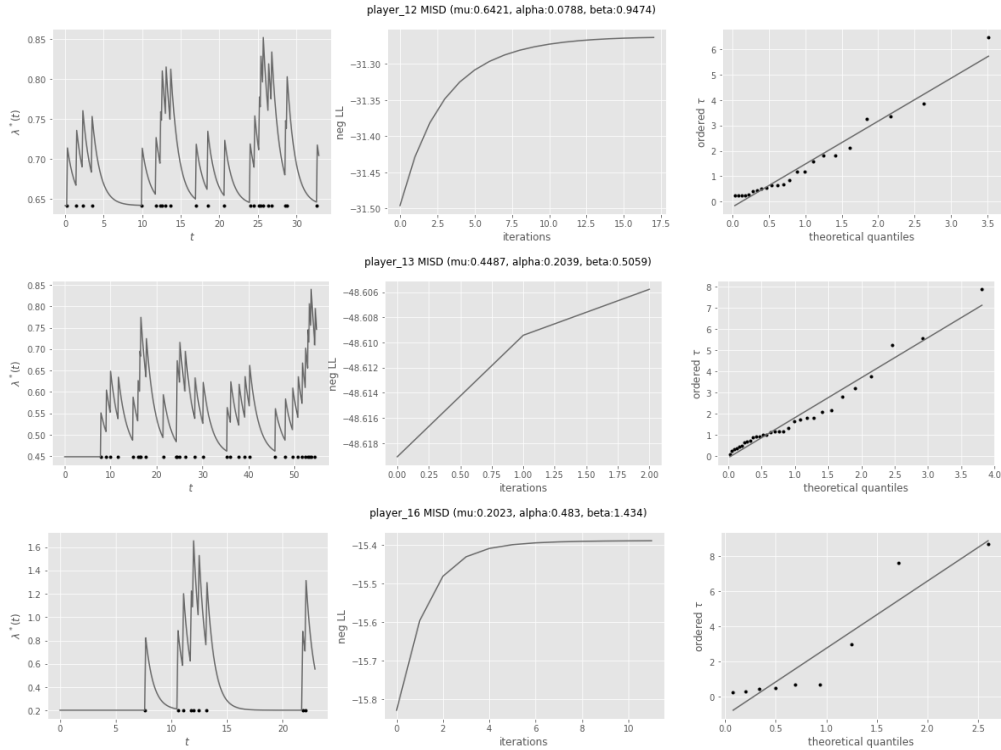 player_12 MISD (mu:0.6421, alpha:0.0788, beta:0.9474)
λ*(t)
0.85
0.80
0.75
0.70
0.65
0 5 10 15 20 25 30
t
neg LL
−31.30
−31.35
−31.40
−31.45
−31.50
0.0 2.5 5.0 7.5 10.0 12.5 15.0 17.5
iterations
ordered τ
6
5
4
3
2
1
0
0.0 0.5 1.0 1.5 2.0 2.5 3.0 3.5
theoretical quantiles
player_13 MISD (mu:0.4487, alpha:0.2039, beta:0.5059)
λ*(t)
0.85
0.80
0.75
0.70
0.65
0.60
0.55
0.50
0.45
0 10 20 30 40 50
t
neg LL
−48.606
−48.608
−48.610
−48.612
−48.614
−48.616
−48.618
0.00 0.25 0.50 0.75 1.00 1.25 1.50 1.75 2.00
iterations
ordered τ
8
7
6
5
4
3
2
1
0
0.0 0.5 1.0 1.5 2.0 2.5 3.0 3.5 4.0
theoretical quantiles
player_16 MISD (mu:0.2023, alpha:0.483, beta:1.434)
λ*(t)
1.6
1.4
1.2
1.0
0.8
0.6
0.4
0.2
0 5 10 15 20
t
neg LL
−15.4
−15.5
−15.6
−15.7
−15.8
0 2 4 6 8 10
iterations
ordered τ
8
6
4
2
0
0.0 0.5 1.0 1.5 2.0 2.5
theoretical quantiles